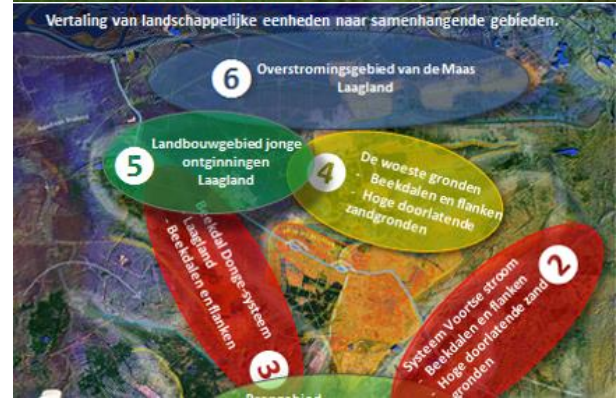 Vertaling van landschappelijke eenheden naar samenhangende gebieden.
6
Overstromingsgebied van de Maas
Laagland
5
Landbouwgebied jonge
ontginningen
Laagland
4
De woeste gronden
- Beekdalen en flanken
- Hoge doorlatende
zandgronden
Beekdal Donge-systeem
Laagland
- Beekdalen en flanken
3
2
Systeem Voortse stroom
- Beekdalen en flanken
- Hoge doorlatende zand
gronden